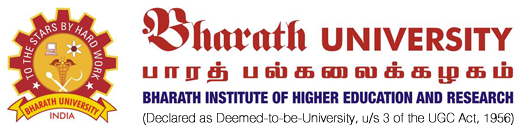 TO THE STARS BY HARD WORK
BHARATH UNIVERSITY
INDIA
Bharath UNIVERSITY
பாரத் பல்கலைக்கழகம்
BHARATH INSTITUTE OF HIGHER EDUCATION AND RESEARCH
(Declared as Deemed-to-be-University, u/s 3 of the UGC Act, 1956)